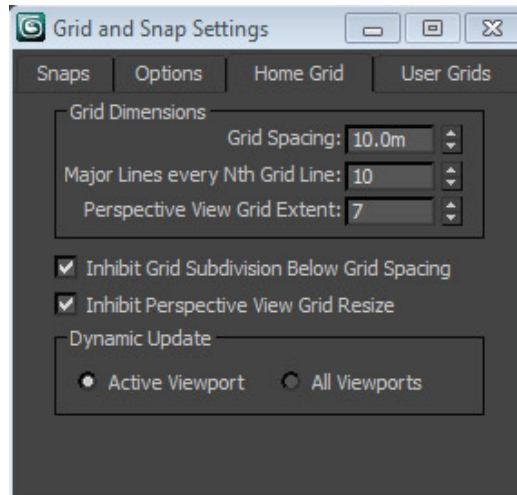 Grid and Snap Settings
Snaps Options Home Grid User Grids
Grid Dimensions
Grid Spacing: 10.0m
Major Lines every Nth Grid Line: 10
Perspective View Grid Extent: 7
Inhibit Grid Subdivision Below Grid Spacing
Inhibit Perspective View Grid Resize
Dynamic Update
Active Viewport All Viewports